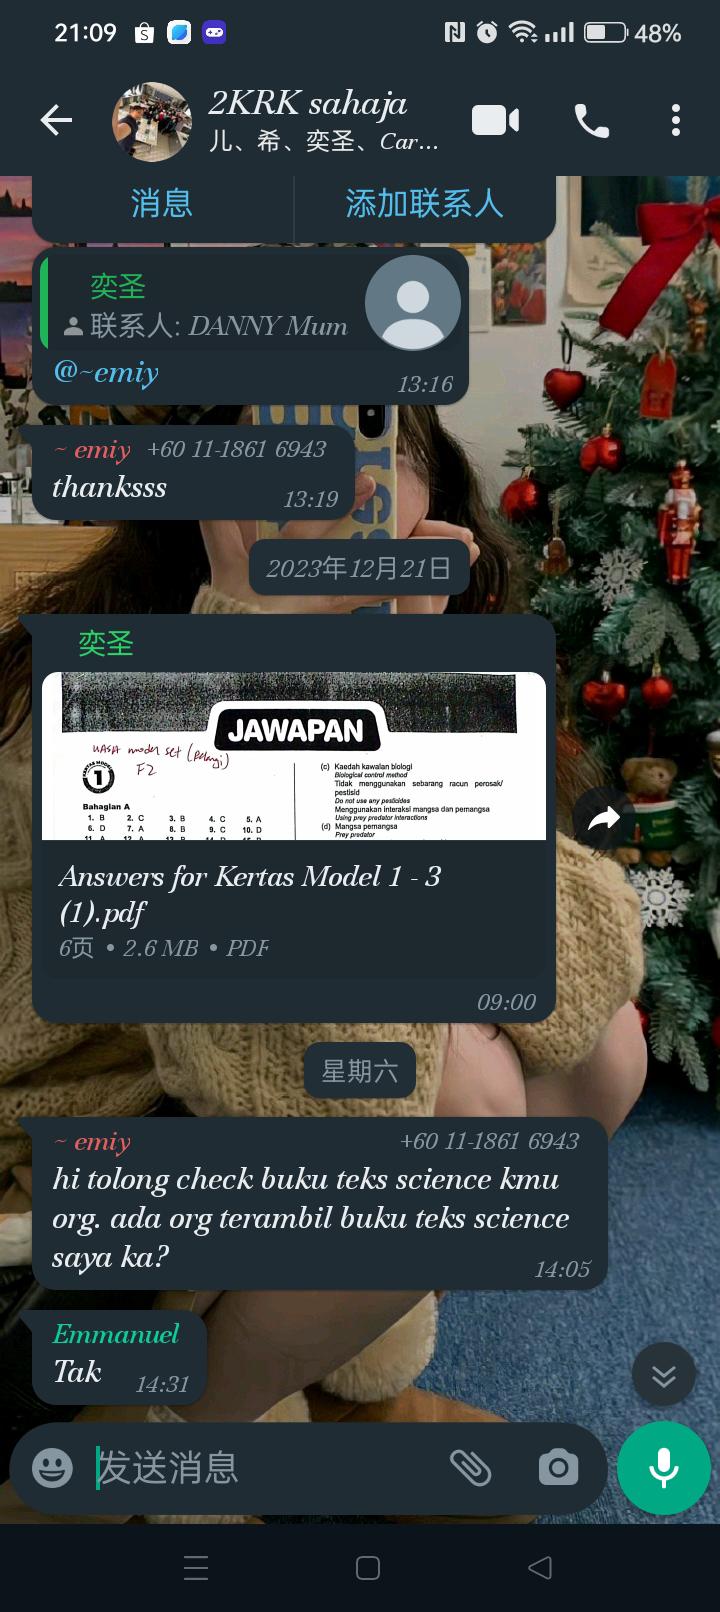 21:09
48%
2KRK sahaja
儿、希、奕圣、Car...
消息
添加联系人
奕圣
联系人: DANNY Mum
@~emiy
13:16
~ emiy +60 11-1861 6943
thanksss
13:19
2023年12月21日
奕圣
JAWAPAN
UASA model set (Pelangi)
F2
KERTAS MODEL
1
Bahagian A
1. B 2. C 3. B 4. C 5. A
6. D 7. A 8. B 9. C 10. D
(c) Kaedah kawalan biologi
Biological control method
Tidak menggunakan sebarang racun perosak/
pestisid
Do not use any pesticides
Menggunakan interaksi mangsa dan pemangsa
Using prey predator interactions
(d) Mangsa pemangsa
Prey predator
Answers for Kertas Model 1 - 3
(1).pdf
6页 • 2.6 MB • PDF
09:00
星期六
~ emiy +60 11-1861 6943
hi tolong check buku teks science kmu
org. ada org terambil buku teks science
saya ka?
14:05
Emmanuel
Tak
14:31
发送消息